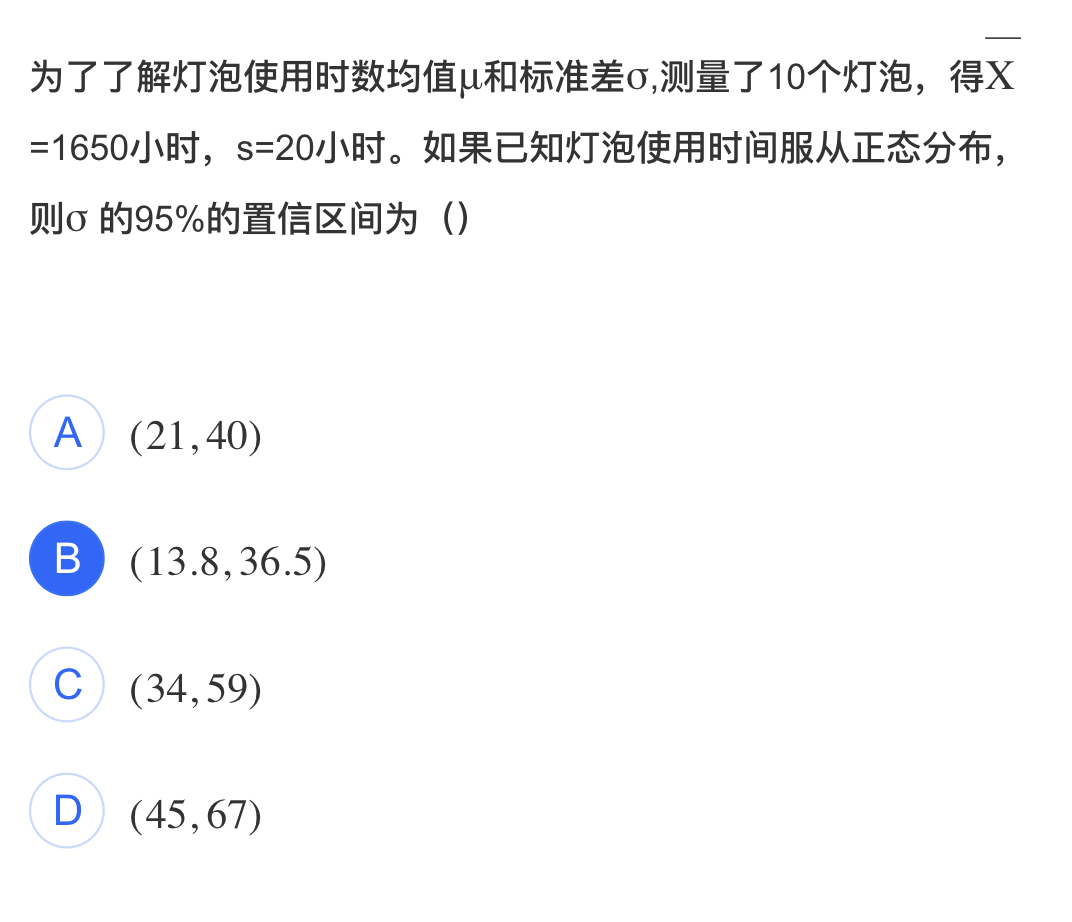 为了了解灯泡使用时数均值μ和标准差σ,测量了10个灯泡，得X̅
=1650小时，s=20小时。如果已知灯泡使用时间服从正态分布，
则σ 的95%的置信区间为（）
A (21,40)
B (13.8,36.5)
C (34,59)
D (45,67)